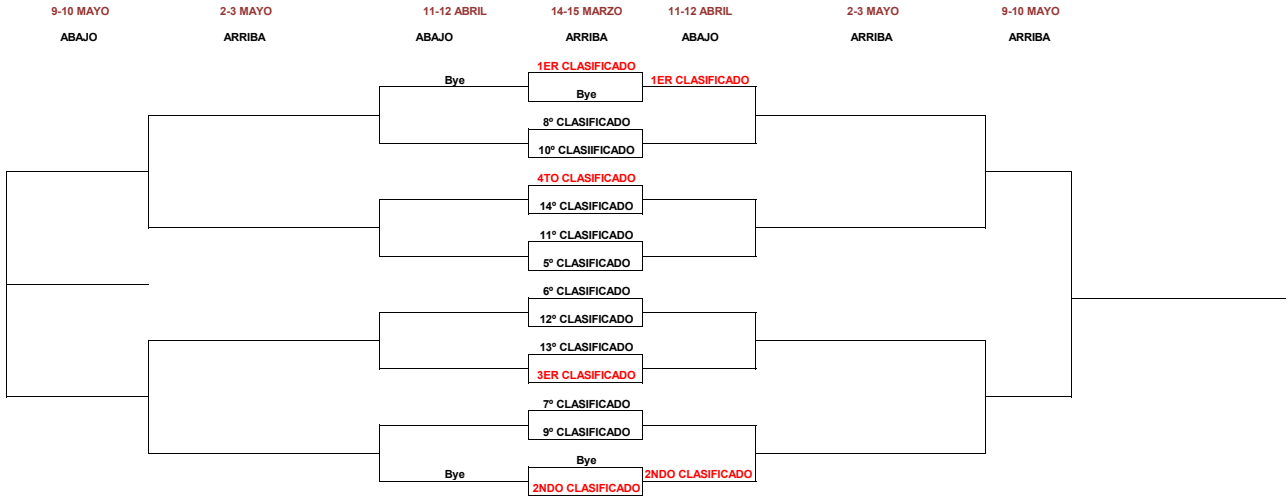 9-10 MAYO 2-3 MAYO 11-12 ABRIL 14-15 MARZO 11-12 ABRIL 2-3 MAYO 9-10 MAYO
ABAJO ARRIBA ABAJO ARRIBA ABAJO ARRIBA ARRIBA
1ER CLASIFICADO
Bye 1ER CLASIFICADO
Bye
8º CLASIFICADO
10º CLASIIFICADO
4TO CLASIFICADO
14º CLASIFICADO
11º CLASIFICADO
5º CLASIFICADO
6º CLASIFICADO
12º CLASIFICADO
13º CLASIFICADO
3ER CLASIFICADO
7º CLASIFICADO
9º CLASIFICADO
Bye
Bye 2NDO CLASIFICADO
2NDO CLASIFICADO